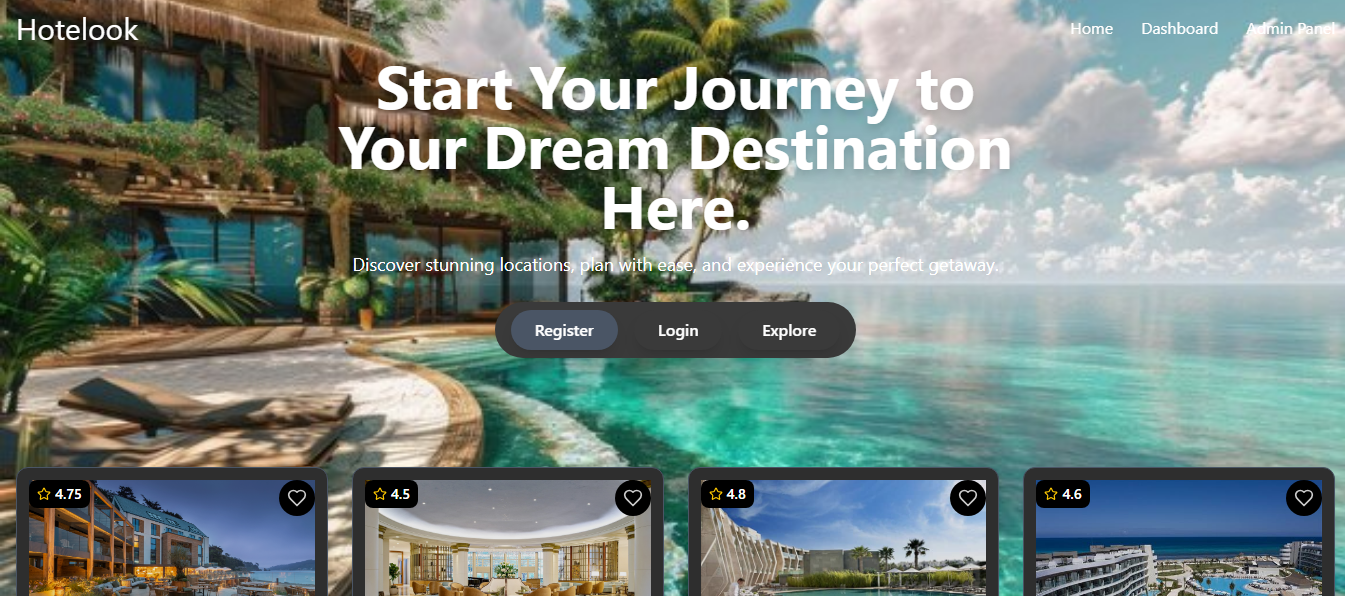 Hotelook
Home Dashboard Admin Panel
Start Your Journey to
Your Dream Destination
Here.
Discover stunning locations, plan with ease, and experience your perfect getaway.
Register Login Explore
4.75 4.5 4.8 4.6